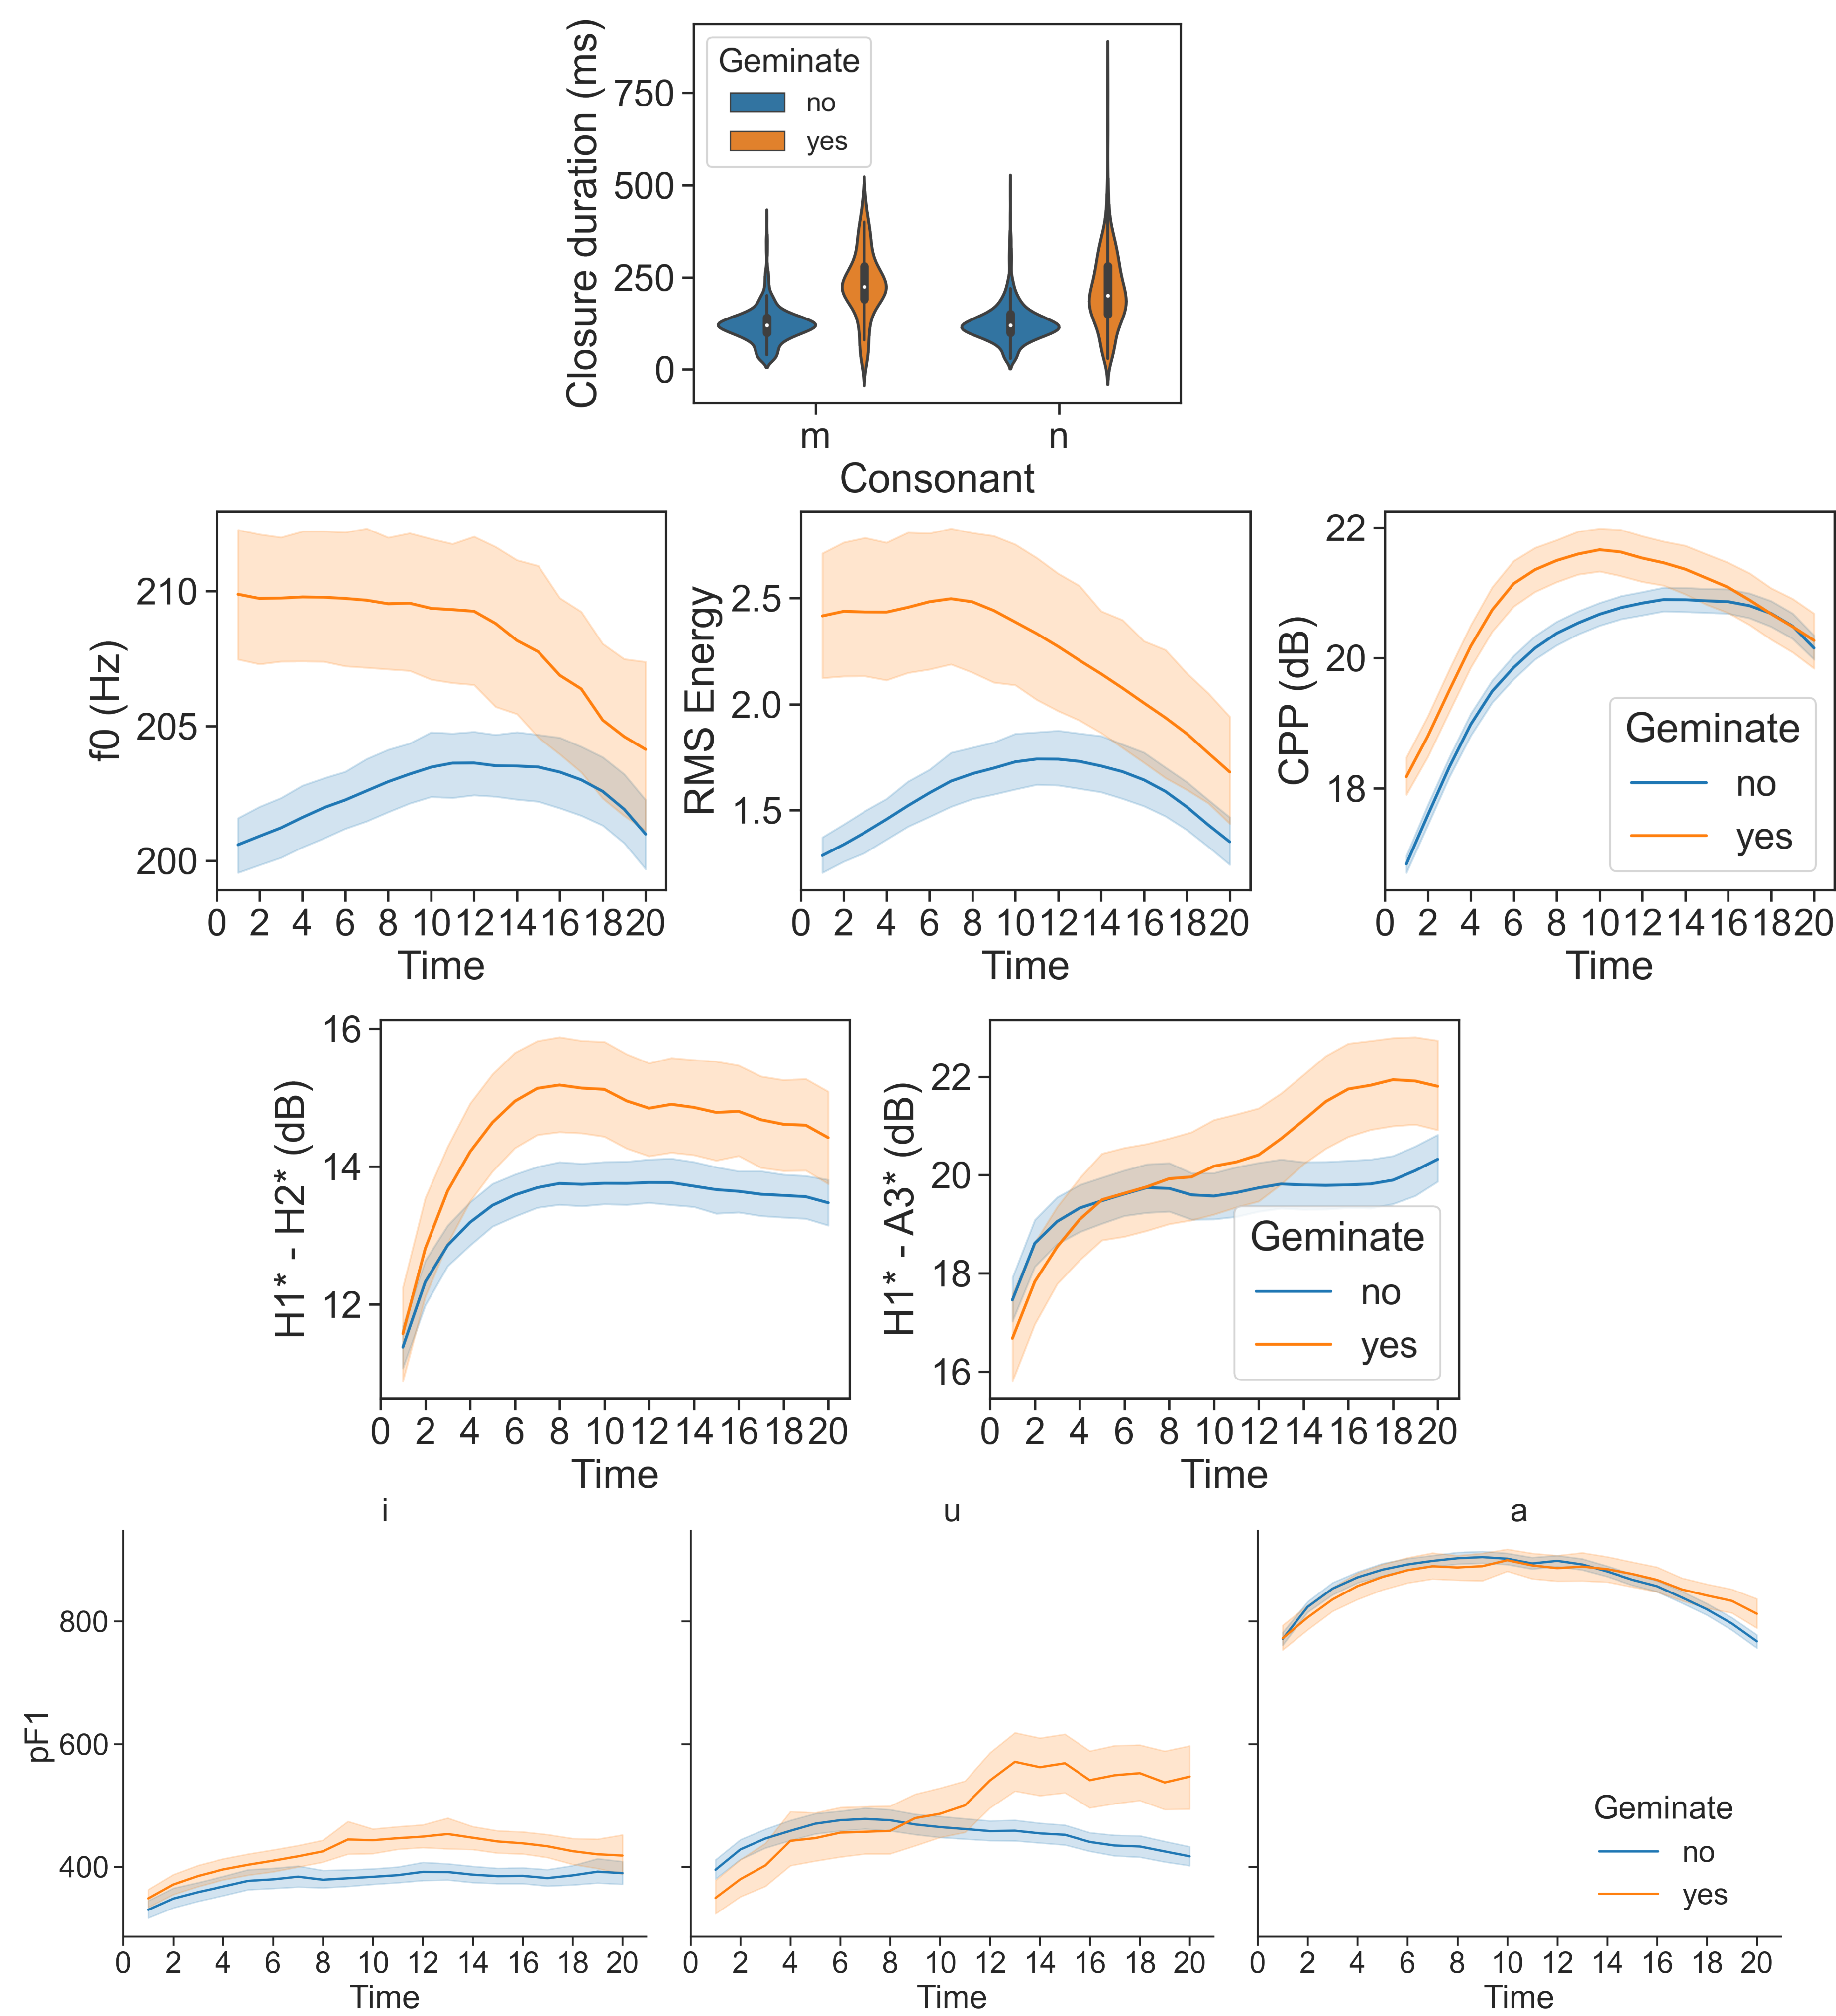 Closure duration (ms)
Geminate
no
yes
750
500
250
0
m
n
Consonant
f0 (Hz)
210
205
200
0 2 4 6 8 10 12 14 16 18 20
Time
RMS Energy
2.5
2.0
1.5
0 2 4 6 8 10 12 14 16 18 20
Time
CPP (dB)
22
20
18
Geminate
no
yes
0 2 4 6 8 10 12 14 16 18 20
Time
H1* - H2* (dB)
16
14
12
0 2 4 6 8 10 12 14 16 18 20
Time
H1* - A3* (dB)
22
20
18
16
Geminate
no
yes
0 2 4 6 8 10 12 14 16 18 20
Time
i
u
a
pF1
800
600
400
Geminate
no
yes
0 2 4 6 8 10 12 14 16 18 20
Time
0 2 4 6 8 10 12 14 16 18 20
Time
0 2 4 6 8 10 12 14 16 18 20
Time